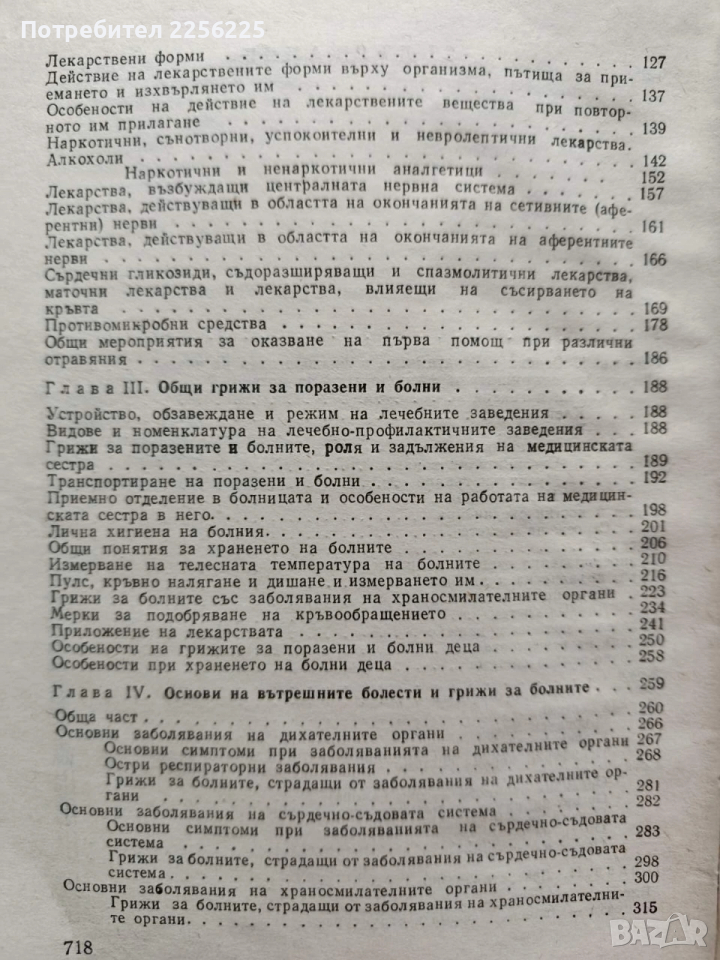 Потребител 2256225
Лекарствени форми . . . . . . . . . . . . . . . . 127
Действие на лекарствените форми върху организма, пътища за при-
емането и изхвърлянето им . . . . . . . . . . . . . 137
Особености на действие на лекарствените вещества при повтор-
ното им прилагане . . . . . . . . . . . . . . . . 139
Наркотични, сънотворни, успокоителни и невролептични лекарства.
Алкохоли . . . . . . . . . . . . . . . . . . . . 142
Наркотични и ненаркотични аналгетици . . . . . . 152
Лекарства, възбуждащи централната нервна система . . . . . . 157
Лекарства, действуващи в областта на окончанията на сетивните (афе-
рентни) нерви . . . . . . . . . . . . . . . . . . 161
Лекарства, действуващи в областта на окончанията на аферентните
нерви . . . . . . . . . . . . . . . . . . . . . . 166
Сърдечни гликозиди, съдоразширяващи и спазмолитични лекарства,
маточни лекарства и лекарства, влияещи на съсирването на
кръвта . . . . . . . . . . . . . . . . . . . . . 169
Противомикробни средства . . . . . . . . . . . . . 178
Общи мероприятия за оказване на първа помощ при различни
отравяния . . . . . . . . . . . . . . . . . . . . 186
Глава III. Общи грижи за поразени и болни . . . . . . . . 188
Устройство, обзавеждане и режим на лечебните заведения . . . . 188
Видове и номенклатура на лечебно-профилактичните заведения . . 188
Грижи за поразените и болните, роля и задължения на медицинската
сестра . . . . . . . . . . . . . . . . . . . . . 189
Транспортиране на поразени и болни . . . . . . . . . . 192
Приемно отделение в болницата и особености на работата на медицин-
ската сестра в него. . . . . . . . . . . . . . . . 198
Лична хигиена на болния. . . . . . . . . . . . . . 201
Общи понятия за храненето на болните . . . . . . . . . 206
Измерване на телесната температура на болните . . . . . . 210
Пулс, кръвно налягане и дишане и измерването им . . . . . . 216
Грижи за болните със заболявания на храносмилателните органи . 223
Мерки за подобряване на кръвообращението . . . . . . . 234
Приложение на лекарствата . . . . . . . . . . . . . 241
Особености на грижите за поразени и болни деца . . . . . . 250
Особености при храненето на болни деца . . . . . . . . 258
Глава IV. Основи на вътрешните болести и грижи за болните . . 259
Обща част . . . . . . . . . . . . . . . . . . . 260
Основни заболявания на дихателните органи . . . . . . . 266
Основни симптоми при заболяванията на дихателните органи 267
Остри респираторни заболявания . . . . . . . . . 268
Грижи за болните, страдащи от заболявания на дихателните ор-
гани . . . . . . . . . . . . . . . . . . . . . 281
Основни заболявания на сърдечно-съдовата система . . . . . 282
Основни симптоми при заболяванията на сърдечно-съдовата
система . . . . . . . . . . . . . . . . . . . . 283
Грижи за болните, страдащи от заболявания на сърдечно-съдовата
система . . . . . . . . . . . . . . . . . . . . 298
Основни заболявания на храносмилателните органи . . . . . 300
Грижи за болните, страдащи от заболявания на храносмилателни-
те органи. . . . . . . . . . . . . . . . . . . . 315
718
BAZAR